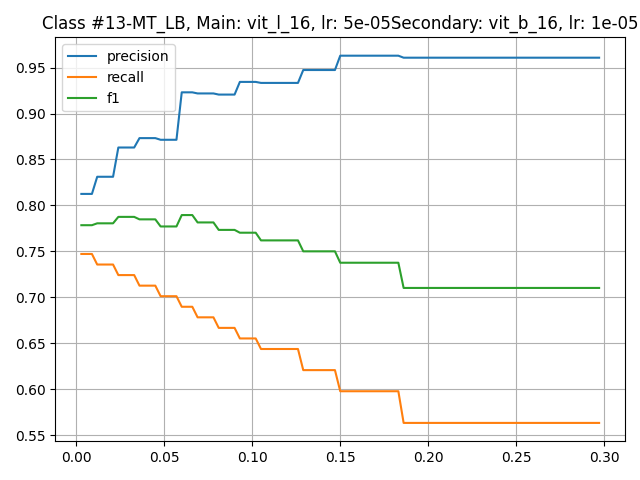 Class #13-MT_LB, Main: vit_l_16, lr: 5e-05Secondary: vit_b_16, lr: 1e-05
precision
recall
f1
0.95
0.90
0.85
0.80
0.75
0.70
0.65
0.60
0.55
0.00 0.05 0.10 0.15 0.20 0.25 0.30